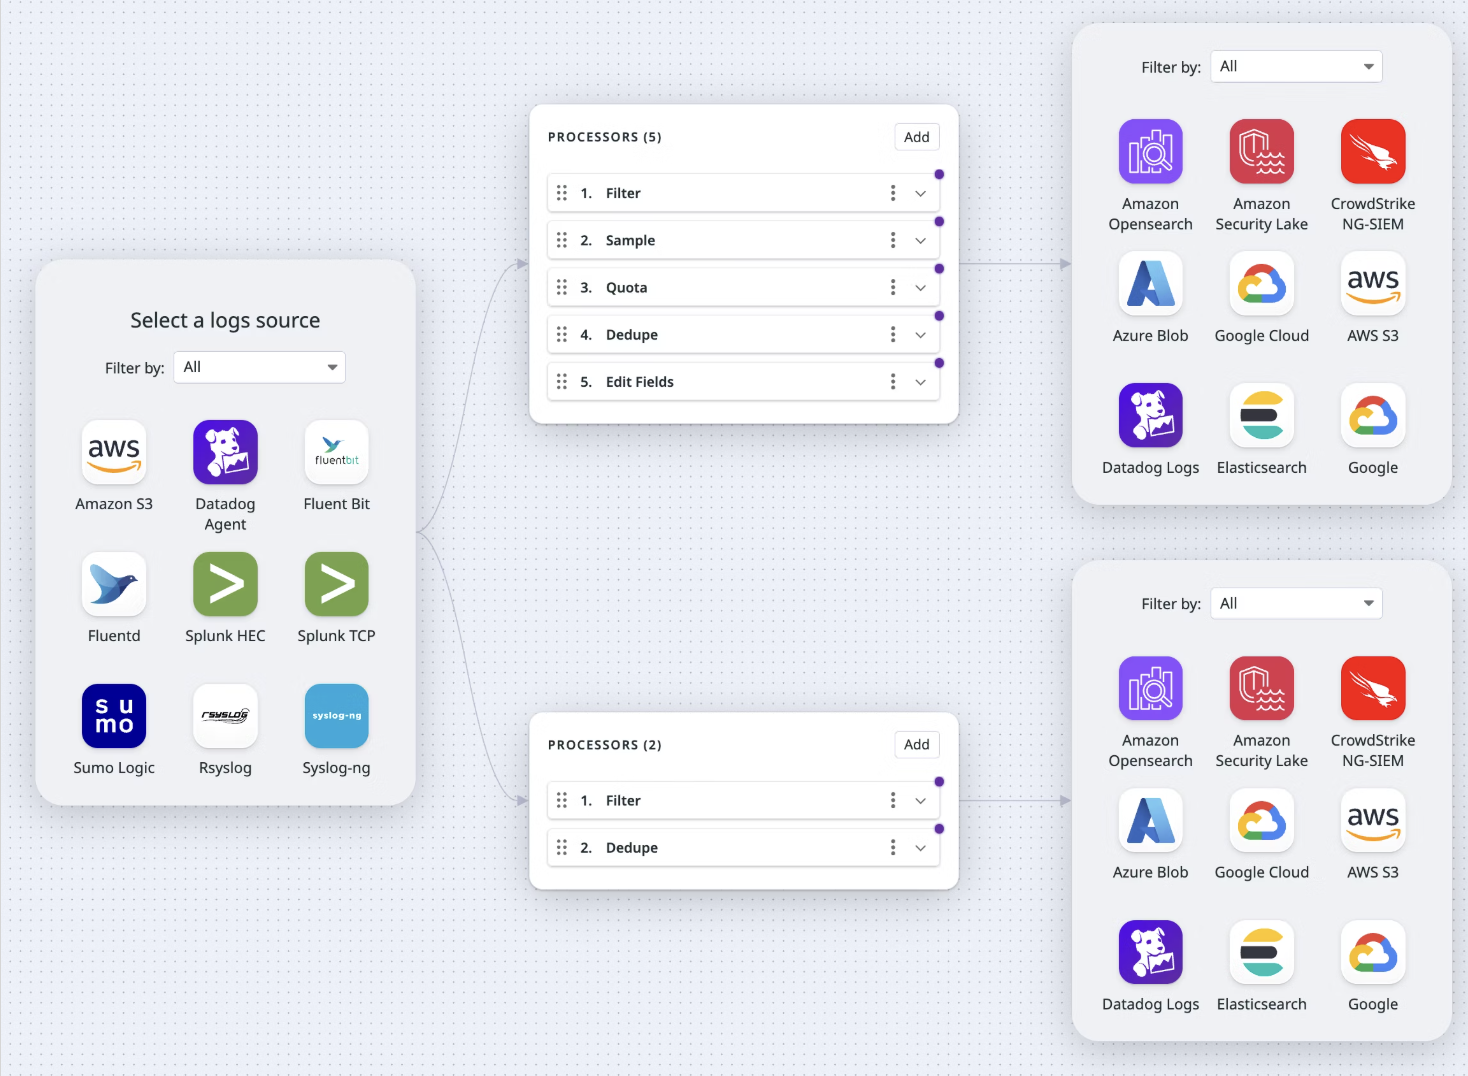 Select a logs source
Filter by: All
aws
Amazon S3
Datadog
Agent
fluentbit
Fluent Bit
Fluentd
Splunk HEC
Splunk TCP
su
mo
Sumo Logic
RSYSLOG
Rsyslog
syslog-ng
Syslog-ng
PROCESSORS (5)
Add
1. Filter
2. Sample
3. Quota
4. Dedupe
5. Edit Fields
PROCESSORS (2)
Add
1. Filter
2. Dedupe
Filter by: All
Amazon
Opensearch
Amazon
Security Lake
CrowdStrike
NG-SIEM
Azure Blob
Google Cloud
aws
AWS S3
Datadog Logs
Elasticsearch
Google
Filter by: All
Amazon
Opensearch
Amazon
Security Lake
CrowdStrike
NG-SIEM
Azure Blob
Google Cloud
aws
AWS S3
Datadog Logs
Elasticsearch
Google